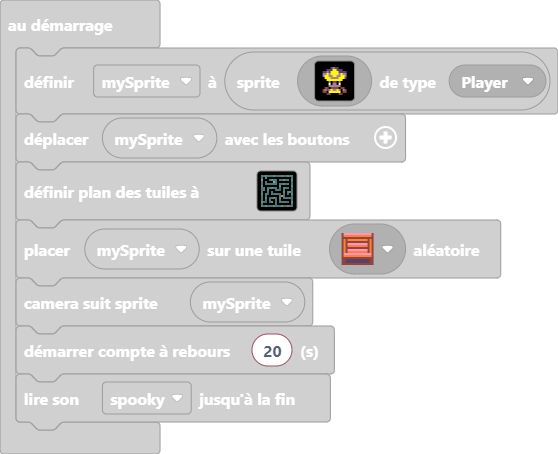 au démarrage
définir mySprite à sprite de type Player
déplacer mySprite avec les boutons
définir plan des tuiles à
placer mySprite sur une tuile aléatoire
camera suit sprite mySprite
démarrer compte à rebours 20 (s)
lire son spooky jusqu'à la fin